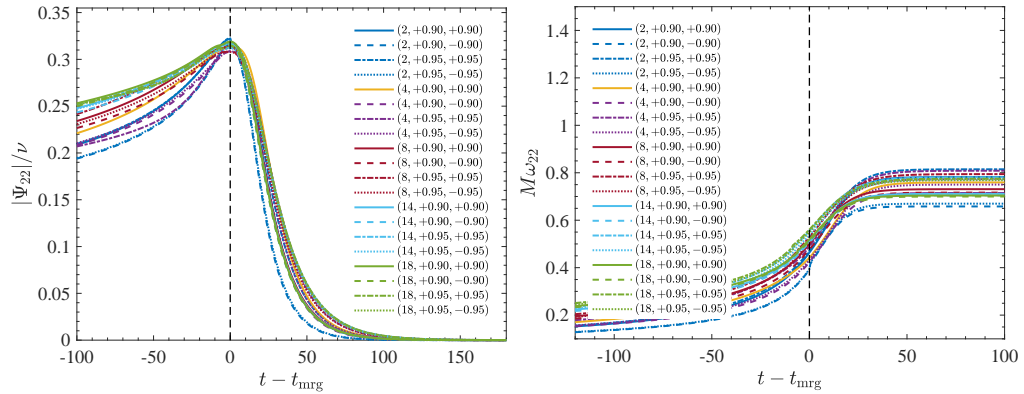 0.35
0.3
0.25
0.2
0.15
0.1
0.05
0
|Ψ₂₂|/ν
-100
-50
0
50
100
150
t − t_mrg
(2, +0.90, +0.90)
(2, +0.90, −0.90)
(2, +0.95, +0.95)
(2, +0.95, −0.95)
(4, +0.90, +0.90)
(4, +0.90, −0.90)
(4, +0.95, +0.95)
(4, +0.95, −0.95)
(8, +0.90, +0.90)
(8, +0.90, −0.90)
(8, +0.95, +0.95)
(8, +0.95, −0.95)
(14, +0.90, +0.90)
(14, +0.90, −0.90)
(14, +0.95, +0.95)
(14, +0.95, −0.95)
(18, +0.90, +0.90)
(18, +0.90, −0.90)
(18, +0.95, +0.95)
(18, +0.95, −0.95)
1.4
1.2
1
0.8
0.6
0.4
0.2
Mω₂₂
-100
-50
0
50
100
t − t_mrg
(2, +0.90, +0.90)
(2, +0.90, −0.90)
(2, +0.95, +0.95)
(2, +0.95, −0.95)
(4, +0.90, +0.90)
(4, +0.90, −0.90)
(4, +0.95, +0.95)
(4, +0.95, −0.95)
(8, +0.90, +0.90)
(8, +0.90, −0.90)
(8, +0.95, +0.95)
(8, +0.95, −0.95)
(14, +0.90, +0.90)
(14, +0.90, −0.90)
(14, +0.95, +0.95)
(14, +0.95, −0.95)
(18, +0.90, +0.90)
(18, +0.90, −0.90)
(18, +0.95, +0.95)
(18, +0.95, −0.95)